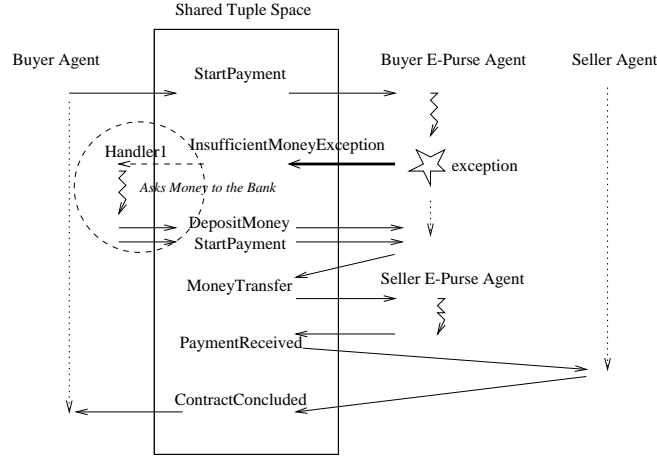 Shared Tuple Space
Buyer Agent
Buyer E-Purse Agent
Seller Agent
StartPayment
InsufficientMoneyException
Handler1
exception
Asks Money to the Bank
DepositMoney
StartPayment
MoneyTransfer
Seller E-Purse Agent
PaymentReceived
ContractConcluded